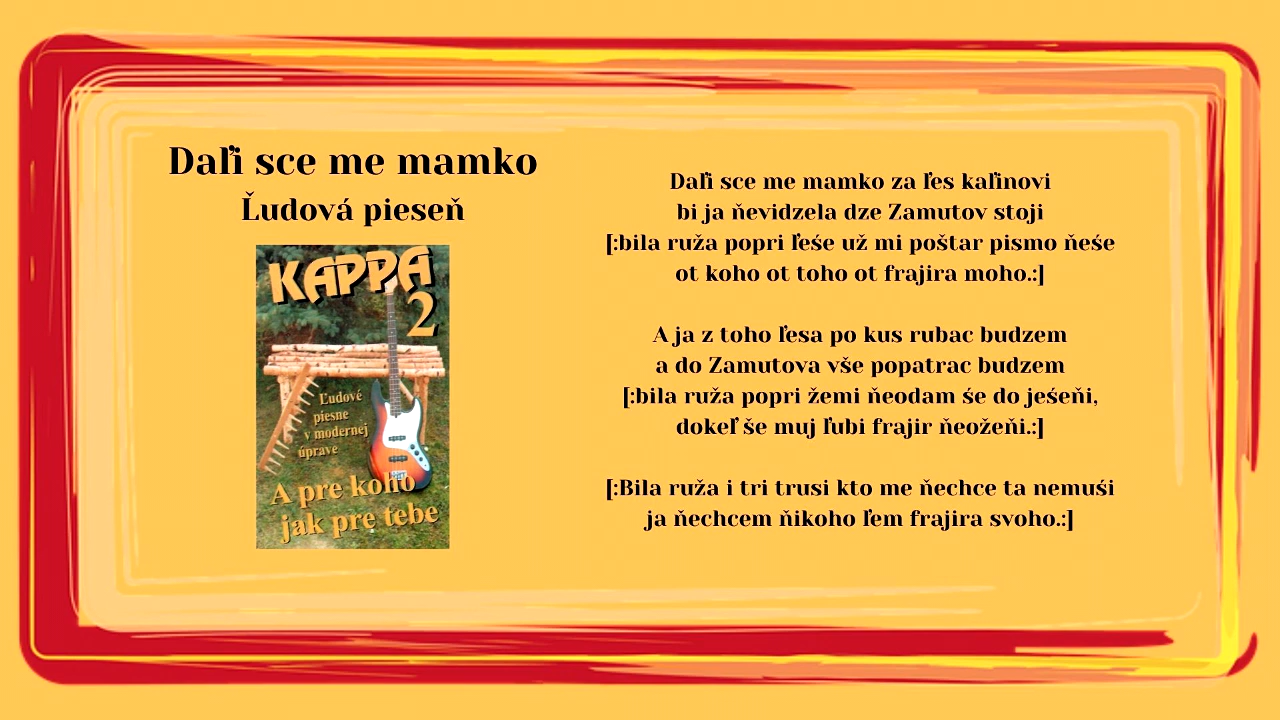 Daľi sce me mamko
Ľudová pieseň
KAPPA
2
Ľudové
piesne
v modernej
úprave
A pre koho
jak pre tebe
Daľi sce me mamko za ľes kaľinovi
bi ja ňevidzela dze Zamutov stoji
[:bila ruža popri ľeśe už mi poštar pismo ňeśe
ot koho ot toho ot frajira moho.:]
A ja z toho ľesa po kus rubac budzem
a do Zamutova vše popatrac budzem
[:bila ruža popri žemi ňeodam śe do jeśeňi,
dokeľ še muj ľubi frajir ňeožeňi.:]
[:Bila ruža i tri trusi kto me ňechce ta nemuśi
ja ňechcem ňikoho ľem frajira svoho.:]